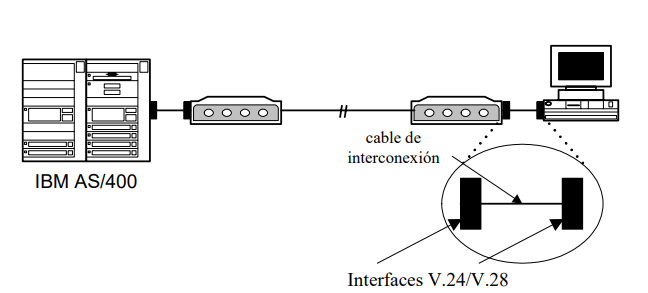 cable de
interconexión
IBM AS/400
Interfaces V.24/V.28